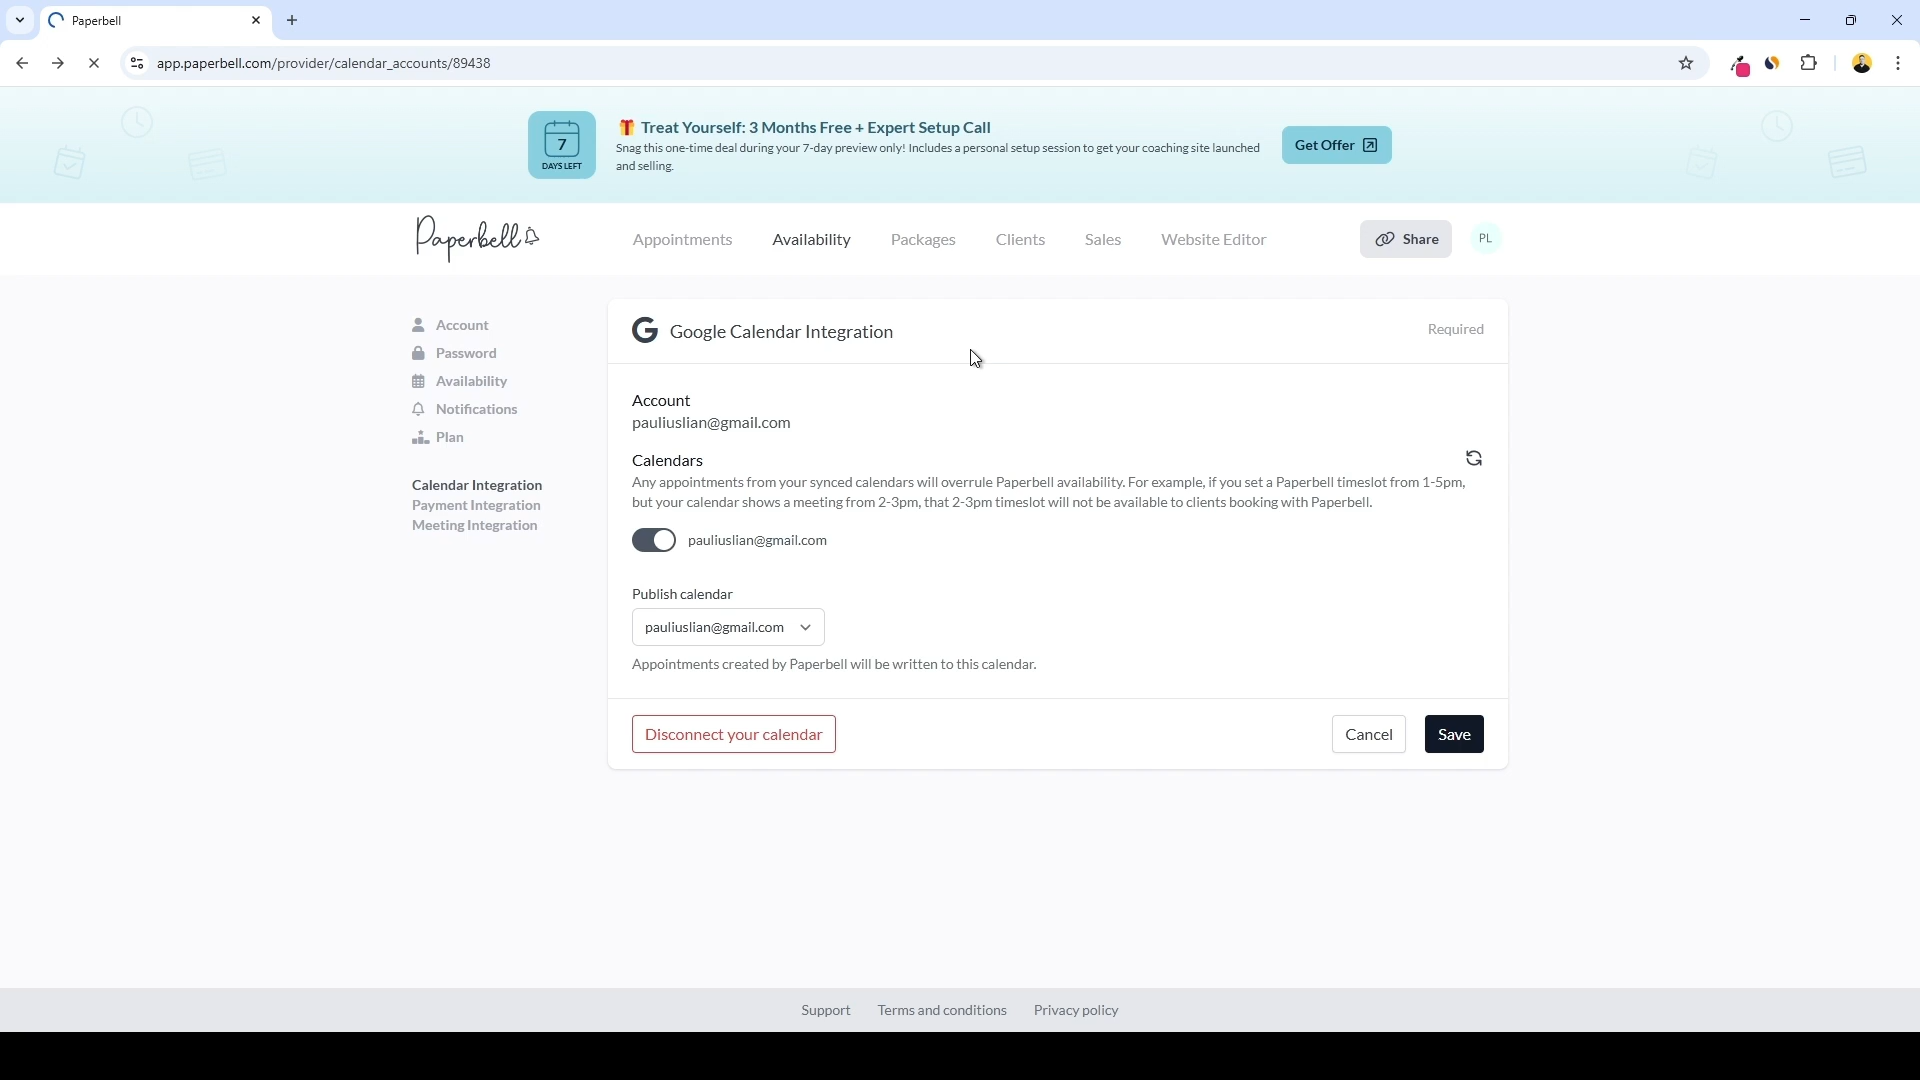 Paperbell
app.paperbell.com/provider/calendar_accounts/89438
7
DAYS LEFT
🎁 Treat Yourself: 3 Months Free + Expert Setup Call
Snag this one-time deal during your 7-day preview only! Includes a personal setup session to get your coaching site launched
and selling.
Get Offer
Paperbell
Appointments
Availability
Packages
Clients
Sales
Website Editor
Share
PL
Account
Password
Availability
Notifications
Plan
Calendar Integration
Payment Integration
Meeting Integration
Google Calendar Integration
Required
Account
pauliuslian@gmail.com
Calendars
Any appointments from your synced calendars will overrule Paperbell availability. For example, if you set a Paperbell timeslot from 1-5pm,
but your calendar shows a meeting from 2-3pm, that 2-3pm timeslot will not be available to clients booking with Paperbell.
pauliuslian@gmail.com
Publish calendar
pauliuslian@gmail.com
Appointments created by Paperbell will be written to this calendar.
Disconnect your calendar
Cancel
Save
Support
Terms and conditions
Privacy policy